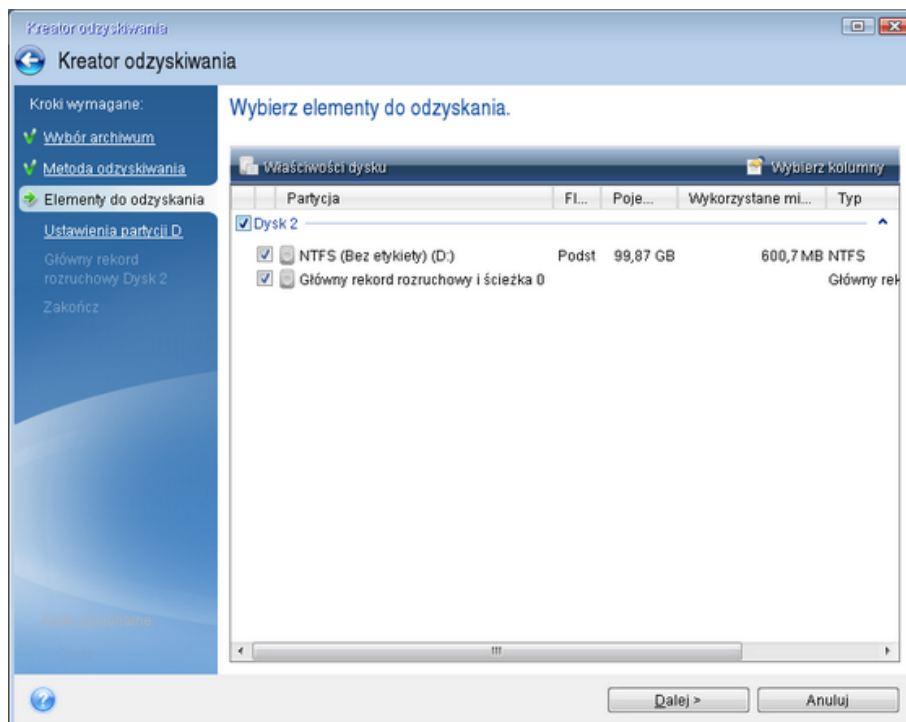 Kreator odzyskiwania
Kreator odzyskiwania
Kroki wymagane:
Wybór archiwum
Metoda odzyskiwania
Elementy do odzyskania
Ustawienia partycji D
Główny rekord
rozruchowy Dysk 2
Zakończ
Wybierz elementy do odzyskania.
Właściwości dysku
Wybierz kolumny
Partycja Fl... Poje... Wykorzystane mi... Typ
Dysk 2
NTFS (Bez etykiety) (D:) Podst 99,87 GB 600,7 MB NTFS
Główny rekord rozruchowy i ścieżka 0 Główny rek
Dalej > Anuluj